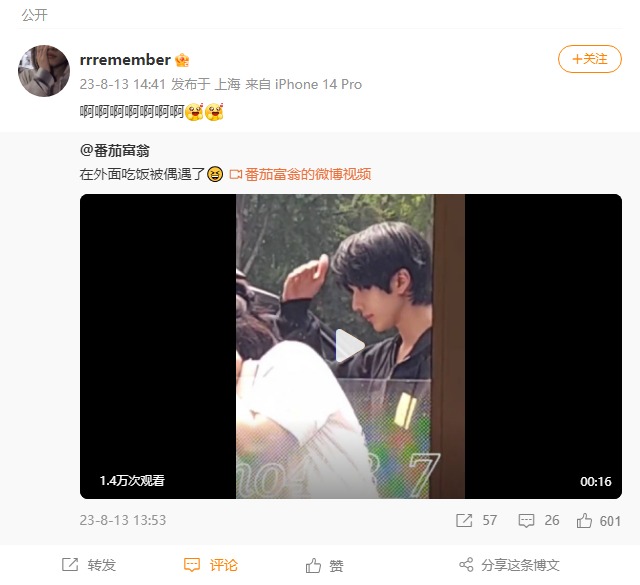 公开
rrremember
+关注
23-8-13 14:41 发布于 上海 来自 iPhone 14 Pro
啊啊啊啊啊啊啊
@番茄富翁
在外面吃饭被偶遇了 番茄富翁的微博视频
1.4万次观看
00:16
23-8-13 13:53
57
26
601
转发
评论
赞
分享这条博文